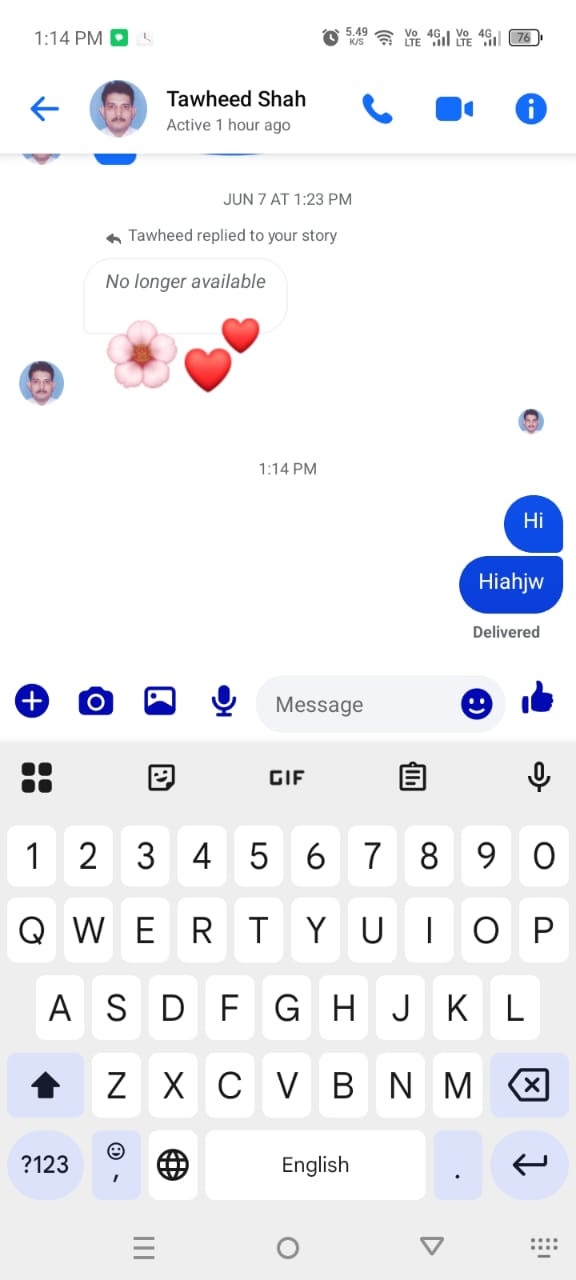 1:14 PM
5.49 K/S
Vo LTE 4G Vo LTE 4G 76
Tawheed Shah
Active 1 hour ago
JUN 7 AT 1:23 PM
Tawheed replied to your story
No longer available
1:14 PM
Hi
Hiahjw
Delivered
Message
GIF
1 2 3 4 5 6 7 8 9 0
Q W E R T Y U I O P
A S D F G H J K L
Z X C V B N M
?123 , English .